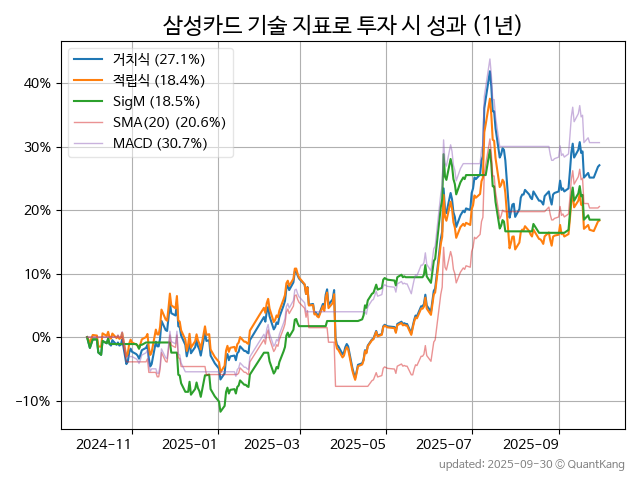 삼성카드 기술 지표로 투자 시 성과 (1년)
거치식 (27.1%)
적립식 (18.4%)
SigM (18.5%)
SMA(20) (20.6%)
MACD (30.7%)
40%
30%
20%
10%
0%
−10%
2024−11 2025−01 2025−03 2025−05 2025−07 2025−09
updated: 2025-09-30 © QuantKang